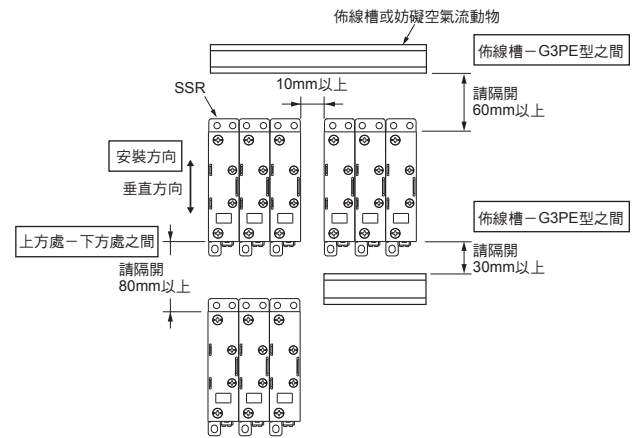 佈線槽或妨礙空氣流動物
佈線槽－G3PE型之間
SSR
10mm以上
請隔開
60mm以上
安裝方向
垂直方向
佈線槽－G3PE型之間
上方處－下方處之間
請隔開
30mm以上
請隔開
80mm以上